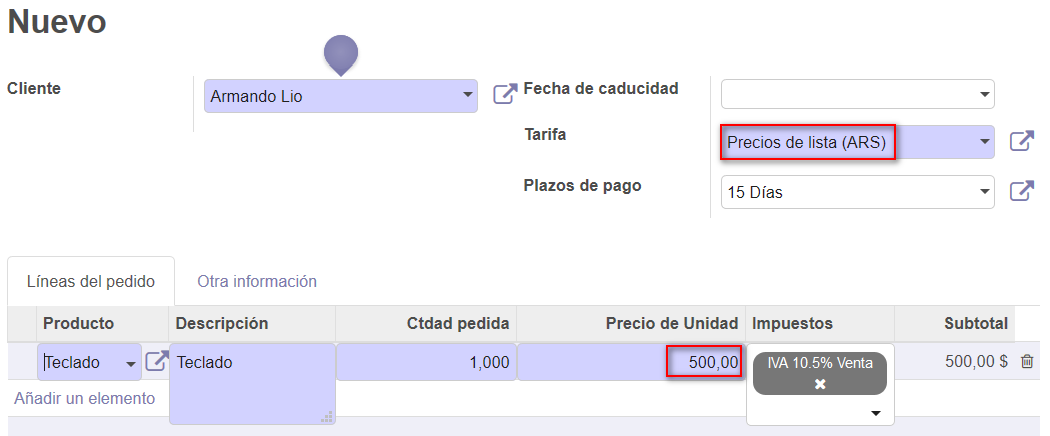 Nuevo
Cliente
Armando Lio
Fecha de caducidad
Tarifa
Precios de lista (ARS)
Plazos de pago
15 Días
Líneas del pedido
Otra información
Producto Descripción Ctdad pedida Precio de Unidad Impuestos Subtotal
Teclado Teclado 1,000 500,00 IVA 10.5% Venta 500,00 $
Añadir un elemento